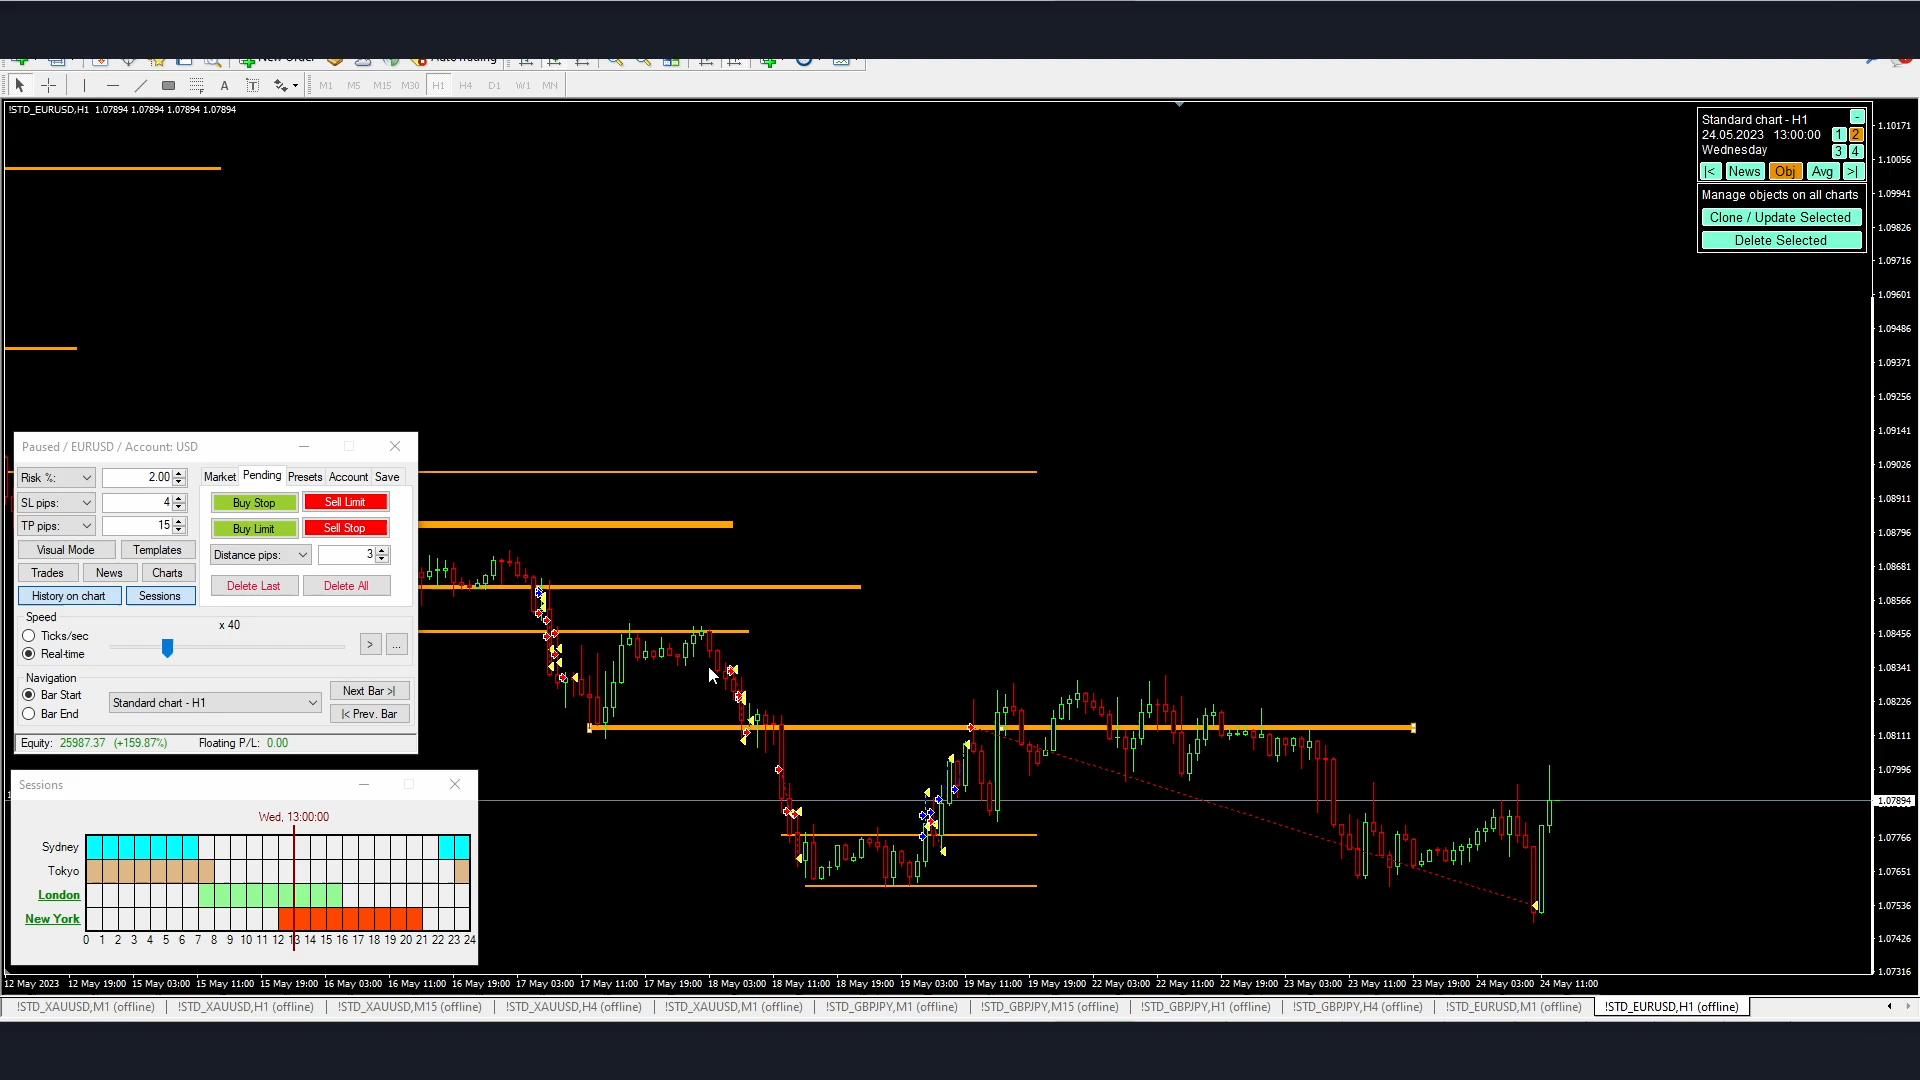 M1 M5 M15 M30 H1 H4 D1 W1 MN
!STD_EURUSD,H1 1.07894 1.07894 1.07894 1.07894
Standard chart - H1 -
24.05.2023 13:00:00 1 2
Wednesday 3 4
|< News Obj Avg >|
Manage objects on all charts
Clone / Update Selected
Delete Selected
1.10171
1.10056
1.09941
1.09826
1.09716
1.09601
1.09486
1.09371
1.09256
1.09141
1.09026
1.08911
1.08796
1.08681
1.08566
1.08456
1.08341
1.08226
1.08111
1.07996
1.07894
1.07766
1.07651
1.07536
1.07426
1.07316
Paused / EURUSD / Account: USD
Risk %: 2.00
SL pips: 4
TP pips: 15
Visual Mode Templates
Trades News Charts
History on chart Sessions
Market Pending Presets Account Save
Buy Stop Sell Limit
Buy Limit Sell Stop
Distance pips: 3
Delete Last Delete All
Speed
x 40
Ticks/sec
Real-time
> ...
Navigation
Bar Start
Bar End
Standard chart - H1
Next Bar >|
|< Prev. Bar
Equity: 25987.37 (+159.87%) Floating P/L: 0.00
Sessions
Wed, 13:00:00
Sydney
Tokyo
London
New York
0 1 2 3 4 5 6 7 8 9 10 11 12 13 14 15 16 17 18 19 20 21 22 23 24
12 May 2023 12 May 19:00 15 May 03:00 15 May 11:00 15 May 19:00 16 May 03:00 16 May 11:00 16 May 19:00 17 May 03:00 17 May 11:00 17 May 19:00 18 May 03:00 18 May 11:00 18 May 19:00 19 May 03:00 19 May 11:00 19 May 19:00 22 May 03:00 22 May 11:00 22 May 19:00 23 May 03:00 23 May 11:00 23 May 19:00 24 May 03:00 24 May 11:00
!STD_XAUUSD,M1 (offline) !STD_XAUUSD,H1 (offline) !STD_XAUUSD,M15 (offline) !STD_XAUUSD,H4 (offline) !STD_XAUUSD,M1 (offline) !STD_GBPJPY,M1 (offline) !STD_GBPJPY,M15 (offline) !STD_GBPJPY,H1 (offline) !STD_GBPJPY,H4 (offline) !STD_EURUSD,M1 (offline) !STD_EURUSD,H1 (offline)